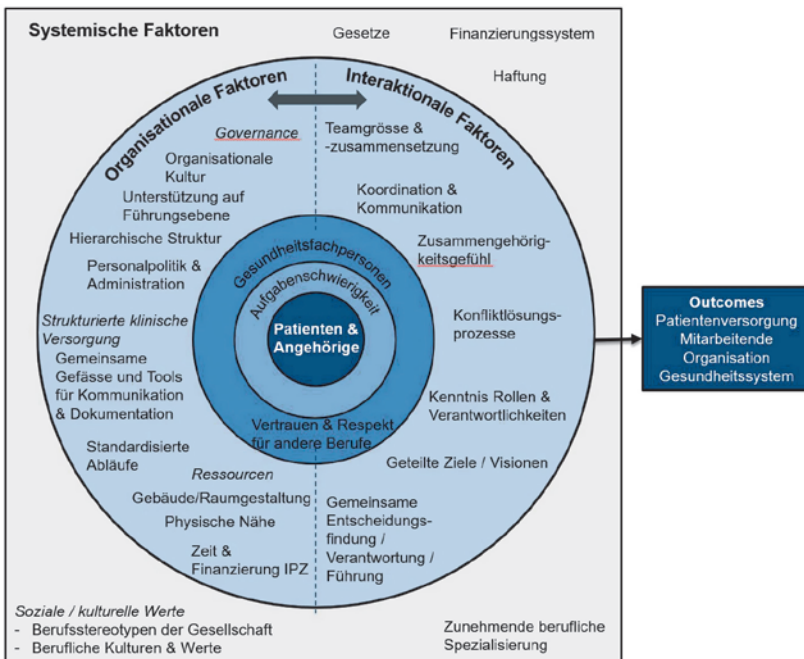 Systemische Faktoren
Gesetze
Finanzierungssystem
Haftung
Organisationale Faktoren
Interaktionale Faktoren
Governance
Organisationale
Kultur
Unterstützung auf
Führungsebene
Hierarchische Struktur
Personalpolitik &
Administration
Strukturierte klinische
Versorgung
Gemeinsame
Gefässe und Tools
für Kommunikation
& Dokumentation
Standardisierte
Abläufe
Ressourcen
Gebäude/Raumgestaltung
Physische Nähe
Zeit &
Finanzierung IPZ
Teamgrösse &
-zusammensetzung
Koordination &
Kommunikation
Zusammengehörig-
keitsgefühl
Konfliktlösungs-
prozesse
Kenntnis Rollen &
Verantwortlichkeiten
Geteilte Ziele / Visionen
Gemeinsame
Entscheidungs-
findung /
Verantwortung /
Führung
Gesundheitsfachpersonen
Aufgabenschwierigkeit
Patienten &
Angehörige
Vertrauen & Respekt
für andere Berufe
Outcomes
Patientenversorgung
Mitarbeitende
Organisation
Gesundheitssystem
Soziale / kulturelle Werte
- Berufsstereotypen der Gesellschaft
- Berufliche Kulturen & Werte
Zunehmende berufliche
Spezialisierung